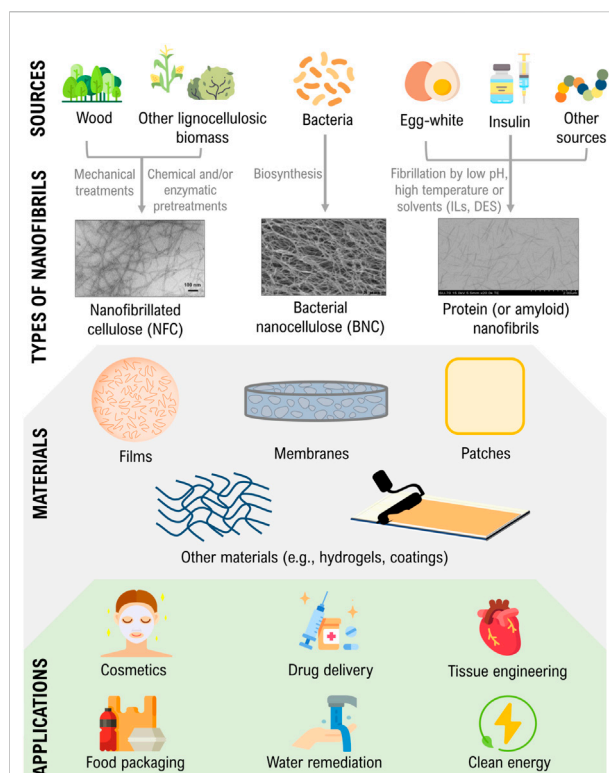 SOURCES
Wood
Other lignocellulosic
biomass
Bacteria
Egg-white
Insulin
Other
sources
Mechanical
treatments
Chemical and/or
enzymatic
pretreatments
Biosynthesis
Fibrillation by low pH,
high temperature or
solvents (ILs, DES)
TYPES OF NANOFIBRILS
100 nm
Nanofibrillated
cellulose (NFC)
Bacterial
nanocellulose (BNC)
Protein (or amyloid)
nanofibrils
MATERIALS
Films
Membranes
Patches
Other materials (e.g., hydrogels, coatings)
APPLICATIONS
Cosmetics
Drug delivery
Tissue engineering
Food packaging
Water remediation
Clean energy